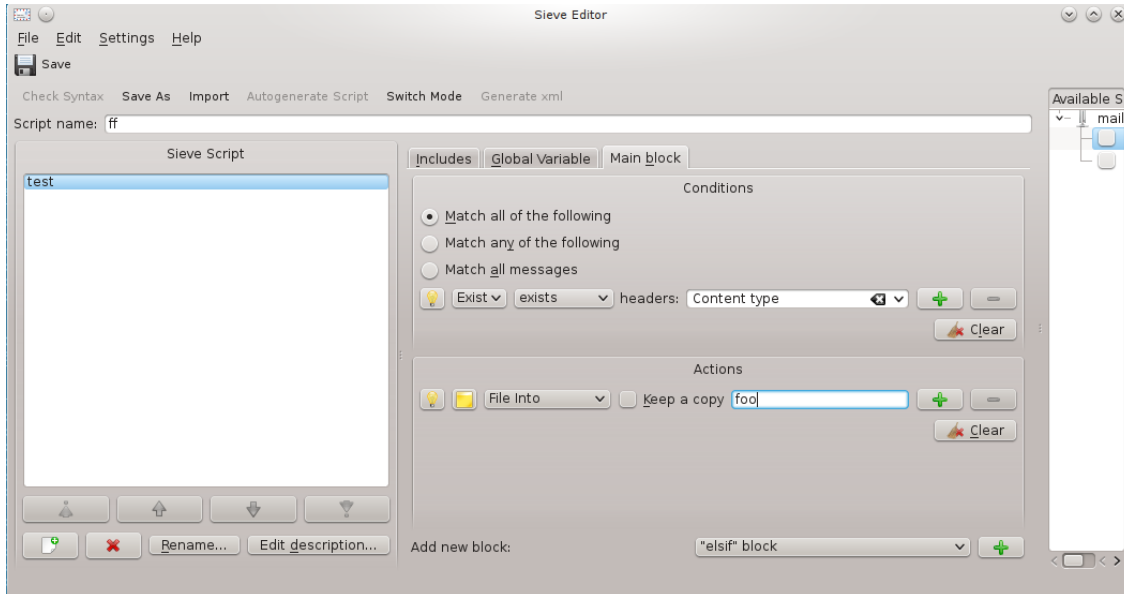 Sieve Editor
File Edit Settings Help
Save
Check Syntax Save As Import Autogenerate Script Switch Mode Generate xml
Script name: ff
Sieve Script
test
Rename... Edit description...
Includes Global Variable Main block
Conditions
Match all of the following
Match any of the following
Match all messages
Exist exists headers: Content type
Clear
Actions
File Into Keep a copy foo
Clear
Add new block: "elsif" block
Available S
mail